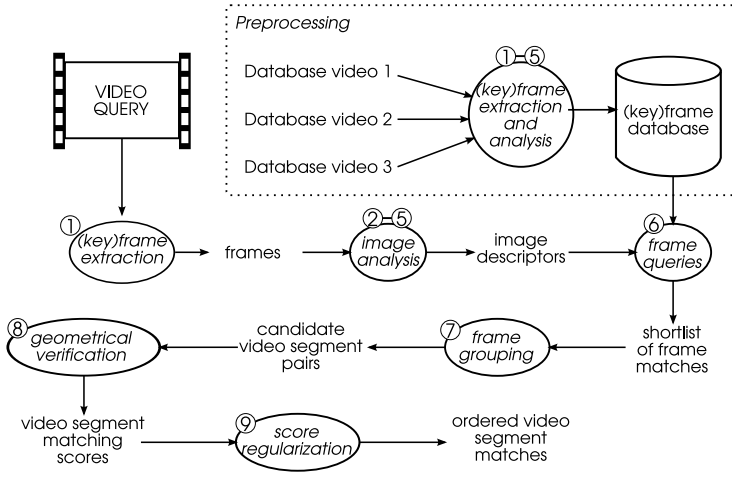 Preprocessing
VIDEO
QUERY
Database video 1
Database video 2
Database video 3
①=⑤
(key)frame
extraction
and
analysis
(key)frame
database
①
(key)frame
extraction
frames
②=⑤
image
analysis
image
descriptors
⑥
frame
queries
⑧
geometrical
verification
candidate
video segment
pairs
⑦
frame
grouping
shortlist
of frame
matches
video segment
matching
scores
⑨
score
regularization
ordered video
segment
matches